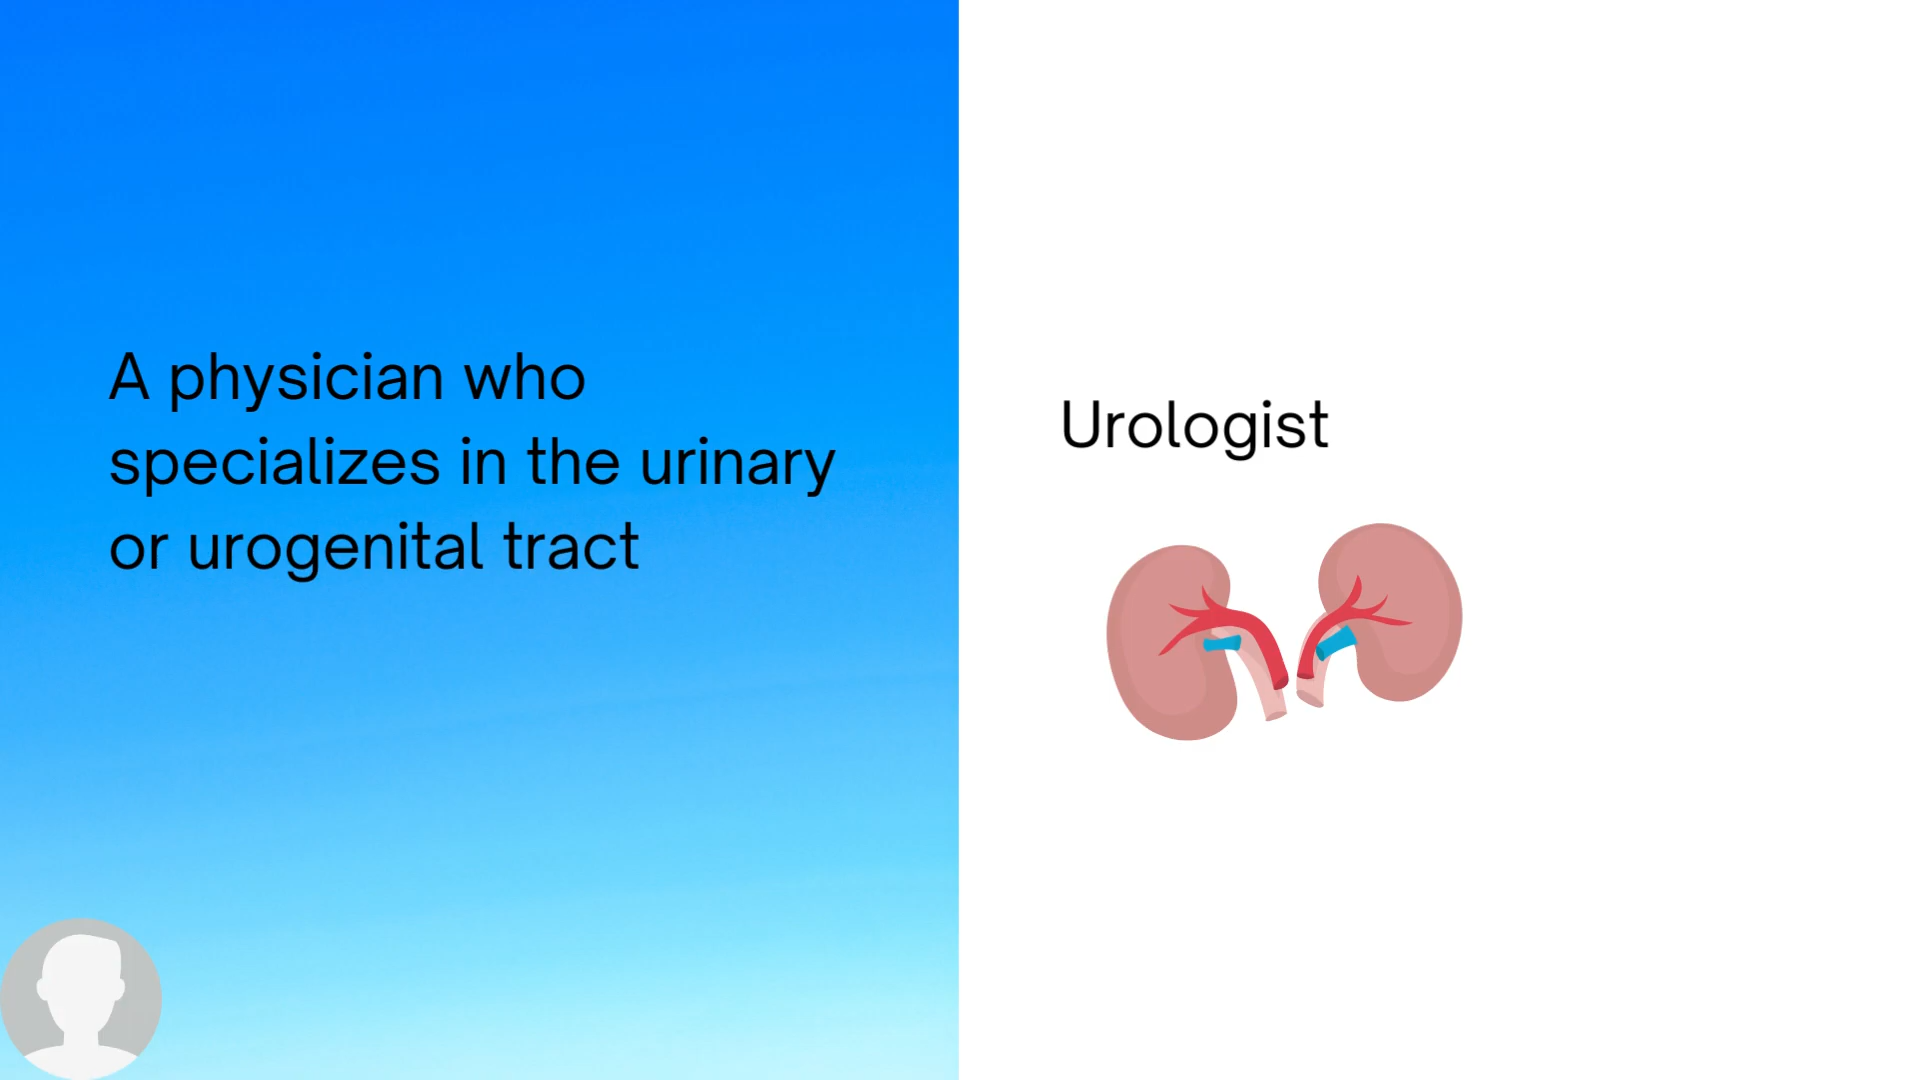 A physician who
specializes in the urinary
or urogenital tract
Urologist